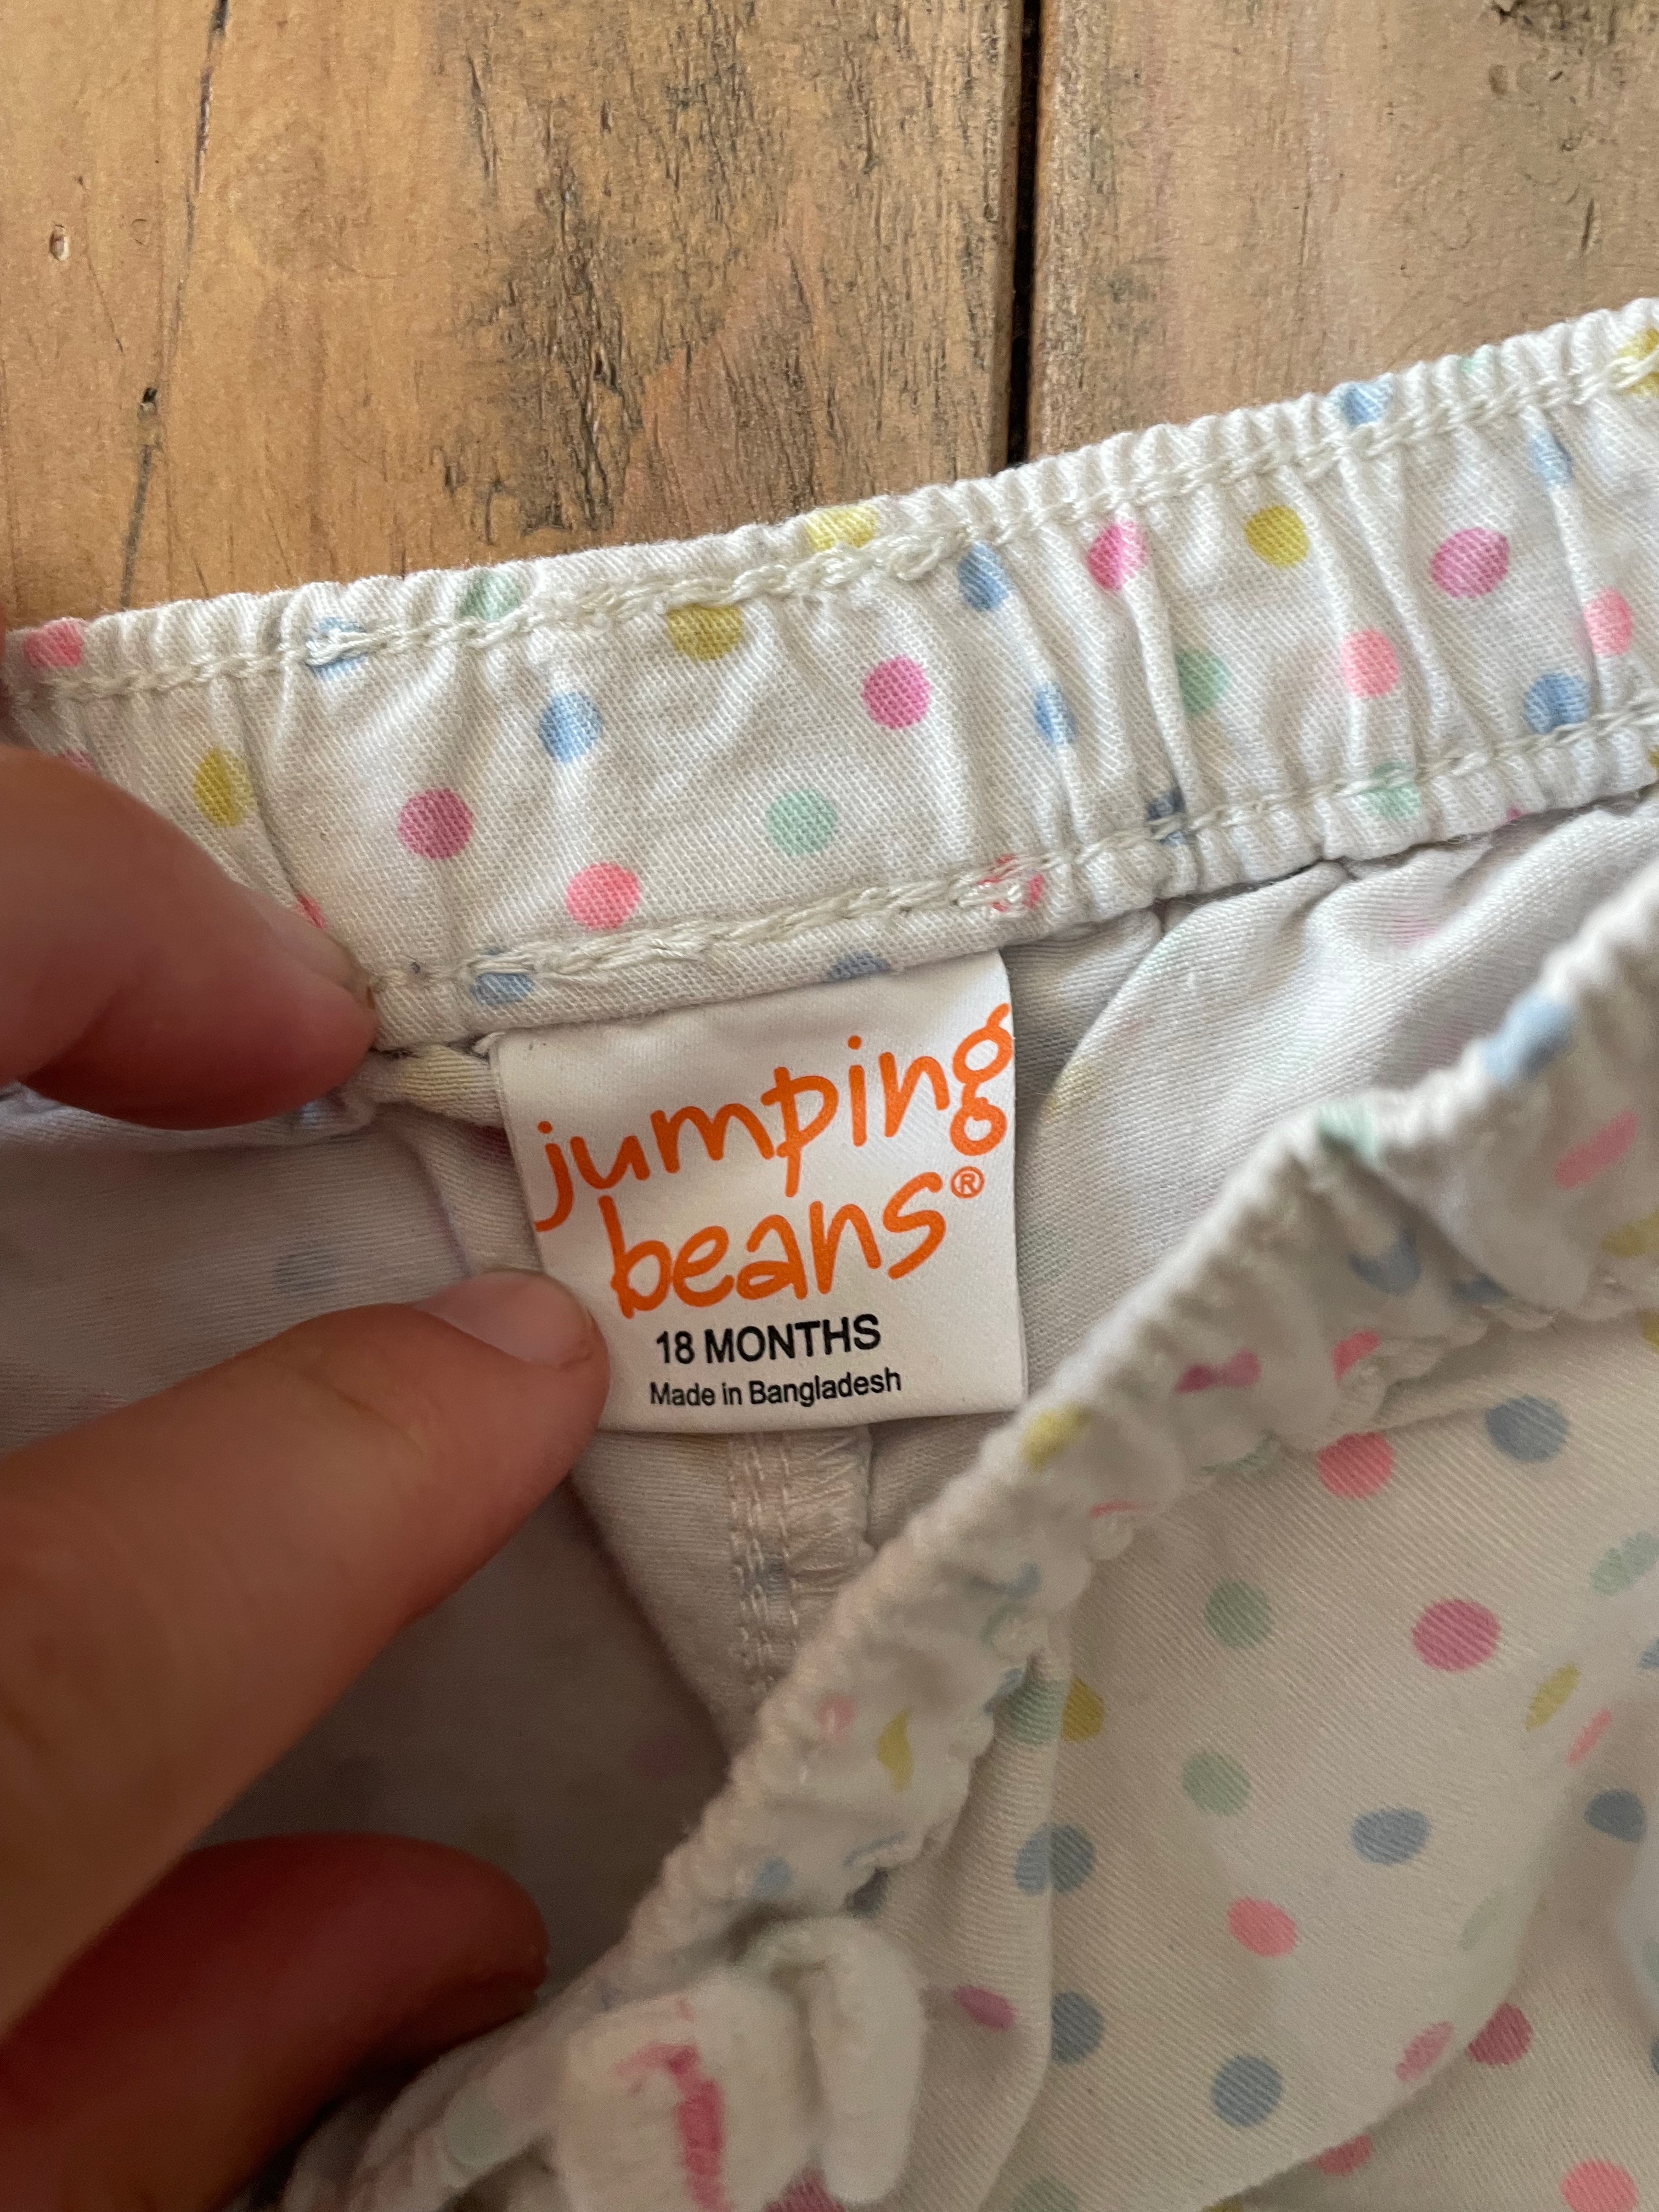 jumping
beans®
18 MONTHS
Made in Bangladesh